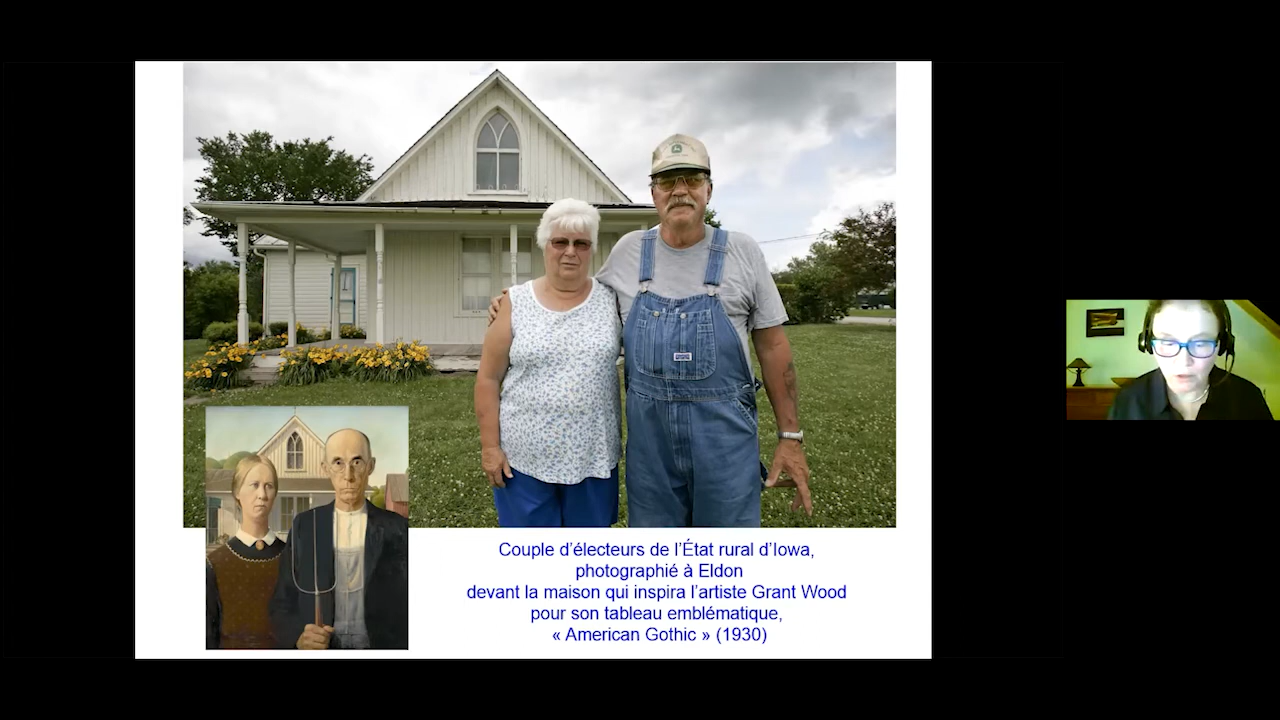 Couple d’électeurs de l’État rural d’Iowa,
photographié à Eldon
devant la maison qui inspira l’artiste Grant Wood
pour son tableau emblématique,
« American Gothic » (1930)